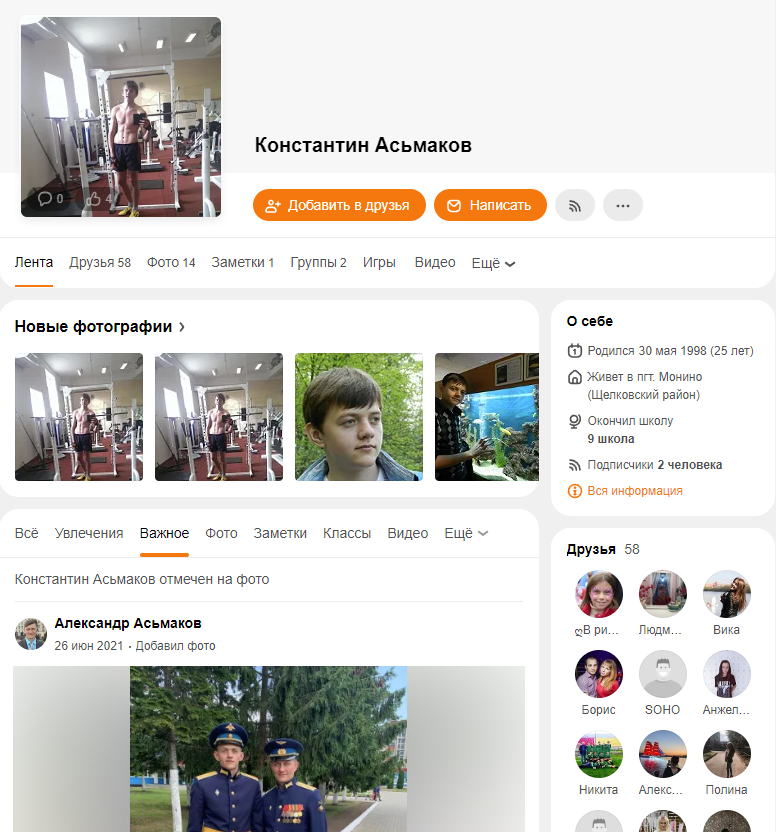 Константин Асьмаков
0 4
Добавить в друзья Написать
Лента Друзья 58 Фото 14 Заметки 1 Группы 2 Игры Видео Ещё
Новые фотографии
О себе
Родился 30 мая 1998 (25 лет)
Живет в пгт. Монино
(Щелковский район)
Окончил школу
9 школа
Подписчики 2 человека
Вся информация
Всё Увлечения Важное Фото Заметки Классы Видео Ещё
Константин Асьмаков отмечен на фото
Александр Асьмаков
26 июн 2021 · Добавил фото
Друзья 58
ღВ ри... Людм... Вика
Борис SOHO Анжел...
Никита Алекс... Полина